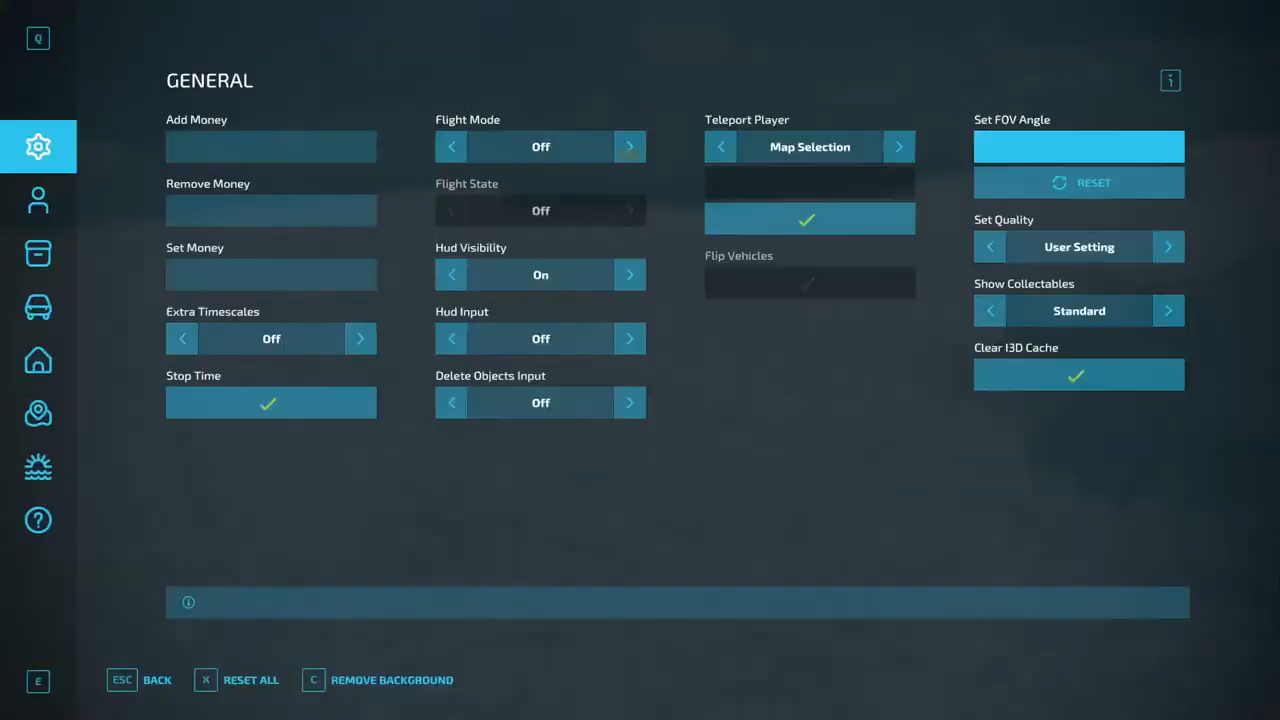 Q
GENERAL
Add Money
Remove Money
Set Money
Extra Timescales
Off
Stop Time
Flight Mode
Off
Flight State
Off
Hud Visibility
On
Hud Input
Off
Delete Objects Input
Off
Teleport Player
Map Selection
Flip Vehicles
Set FOV Angle
RESET
Set Quality
User Setting
Show Collectables
Standard
Clear I3D Cache
E
ESC BACK X RESET ALL C REMOVE BACKGROUND